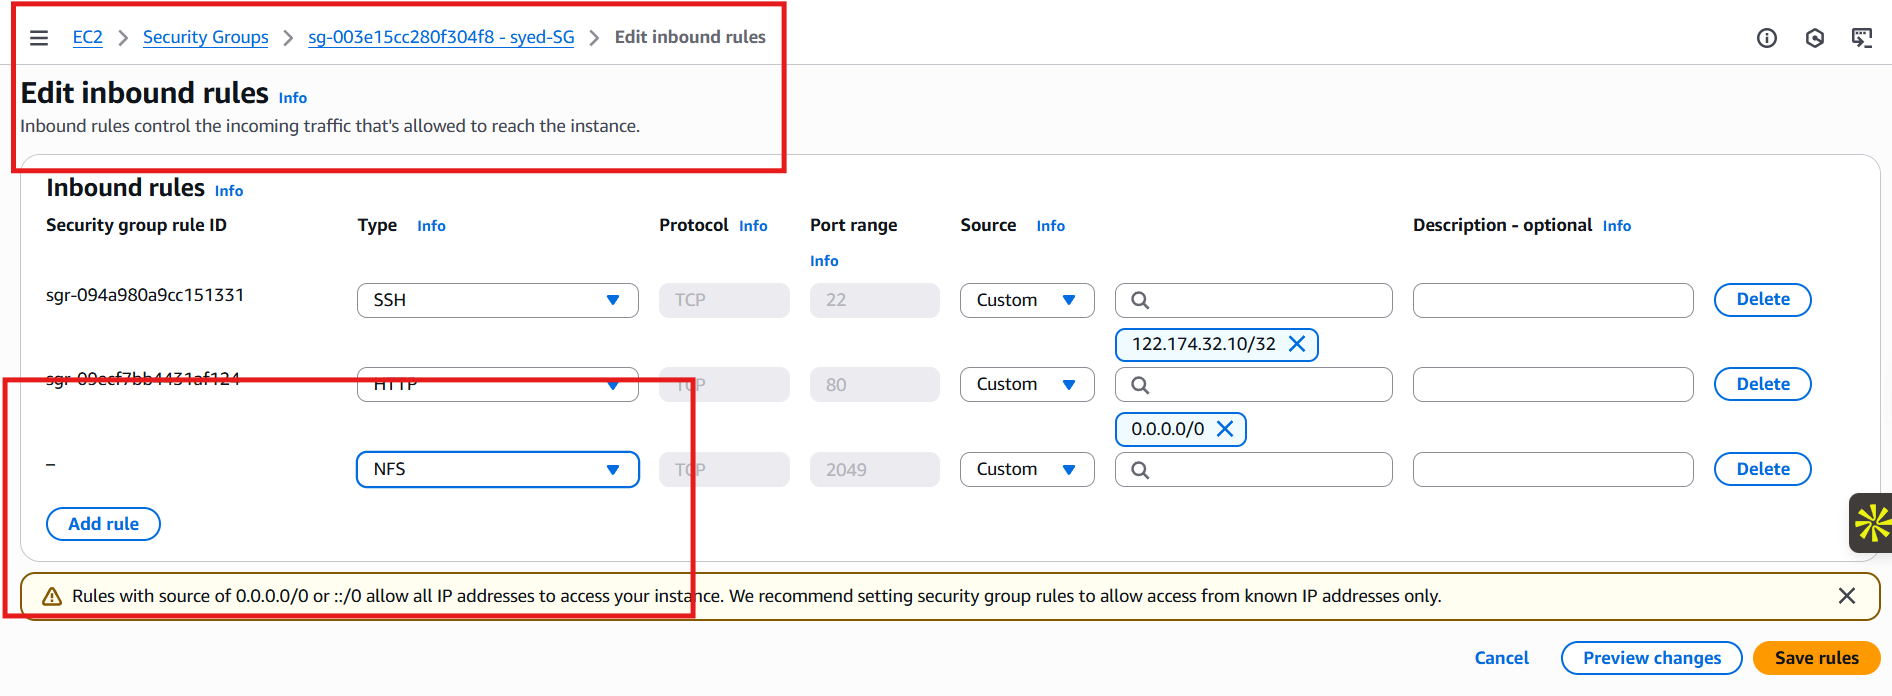 EC2 > Security Groups > sg-003e15cc280f304f8 - syed-SG > Edit inbound rules
Edit inbound rules Info
Inbound rules control the incoming traffic that's allowed to reach the instance.
Inbound rules Info
Security group rule ID Type Info Protocol Info Port range Info Source Info Description - optional Info
sgr-094a980a9cc151331 SSH TCP 22 Custom Delete
122.174.32.10/32
sgr-09ecf7bb4431af124 HTTP TCP 80 Custom Delete
0.0.0.0/0
– NFS TCP 2049 Custom Delete
Add rule
Rules with source of 0.0.0.0/0 or ::/0 allow all IP addresses to access your instance. We recommend setting security group rules to allow access from known IP addresses only.
Cancel Preview changes Save rules